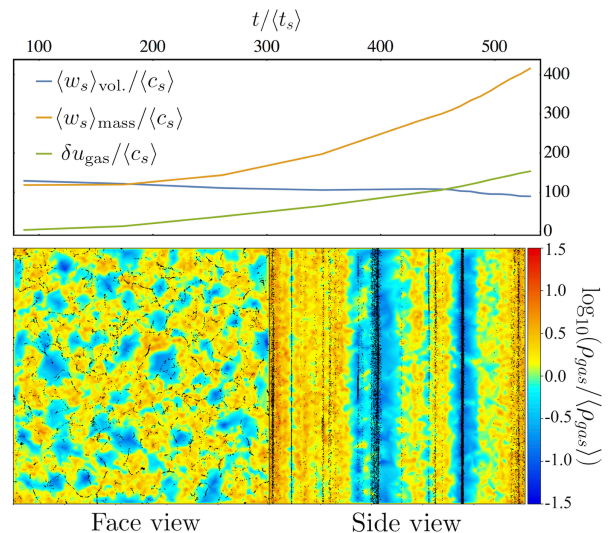 t/⟨t_s⟩
100 200 300 400 500
⟨w_s⟩_vol./⟨c_s⟩
⟨w_s⟩_mass/⟨c_s⟩
δu_gas/⟨c_s⟩
400
300
200
100
0
1.5
1.0
0.5
0.0
-0.5
-1.0
-1.5
log₁₀(ρ_gas/⟨ρ_gas⟩)
Face view Side view